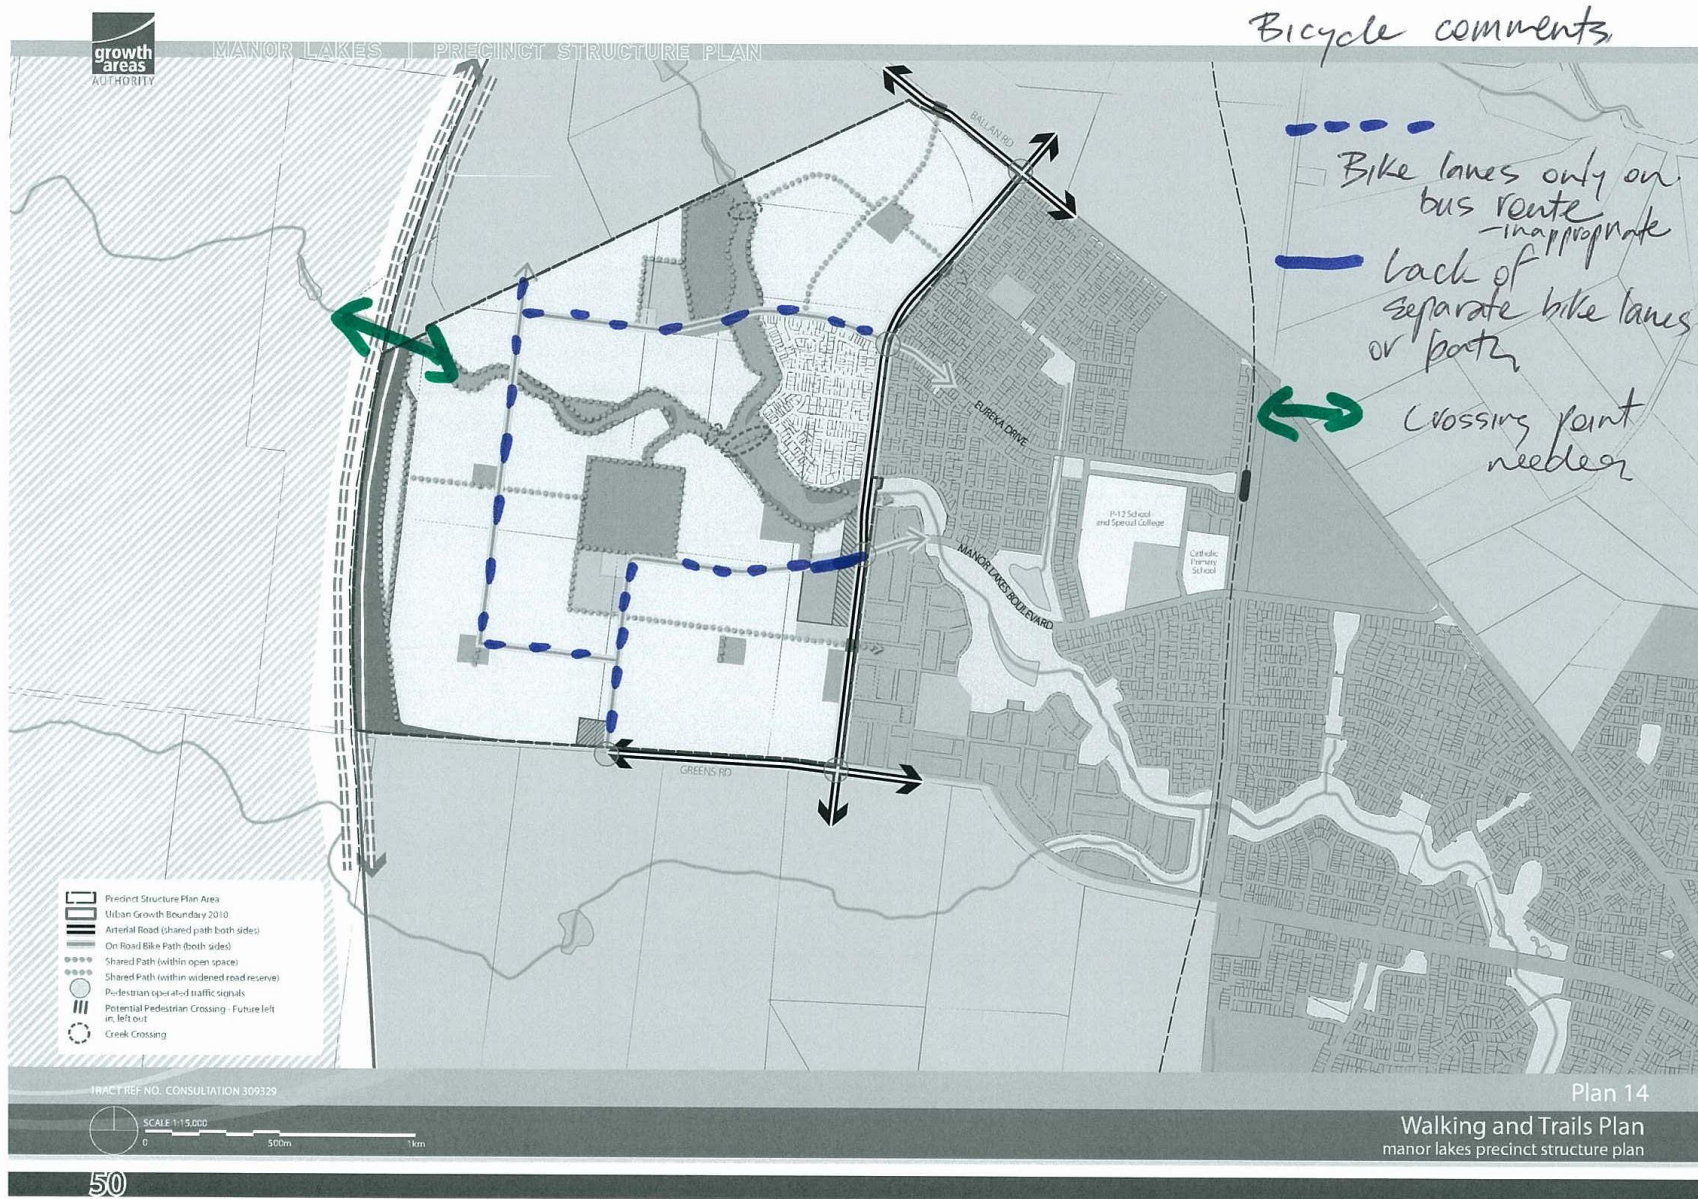 Bicycle comments
growth
areas
AUTHORITY
MANOR LAKES | PRECINCT STRUCTURE PLAN
BALLAN RD
Bike lanes only on
bus route
- inappropriate
Lack of
separate bike lanes
or path
Crossing point
needed
EUREKA DRIVE
P-12 School
and Special College
Catholic
Primary
School
MANOR LAKES BOULEVARD
GREENS RD
Precinct Structure Plan Area
Urban Growth Boundary 2010
Arterial Road (shared path both sides)
On Road Bike Path (both sides)
Shared Path (within open space)
Shared Path (within widened road reserve)
Pedestrian operated traffic signals
Potential Pedestrian Crossing - Future left
in, left out
Creek Crossing
TRACT REF NO. CONSULTATION 309329
SCALE 1:15,000
0 500m 1km
Plan 14
Walking and Trails Plan
manor lakes precinct structure plan
50